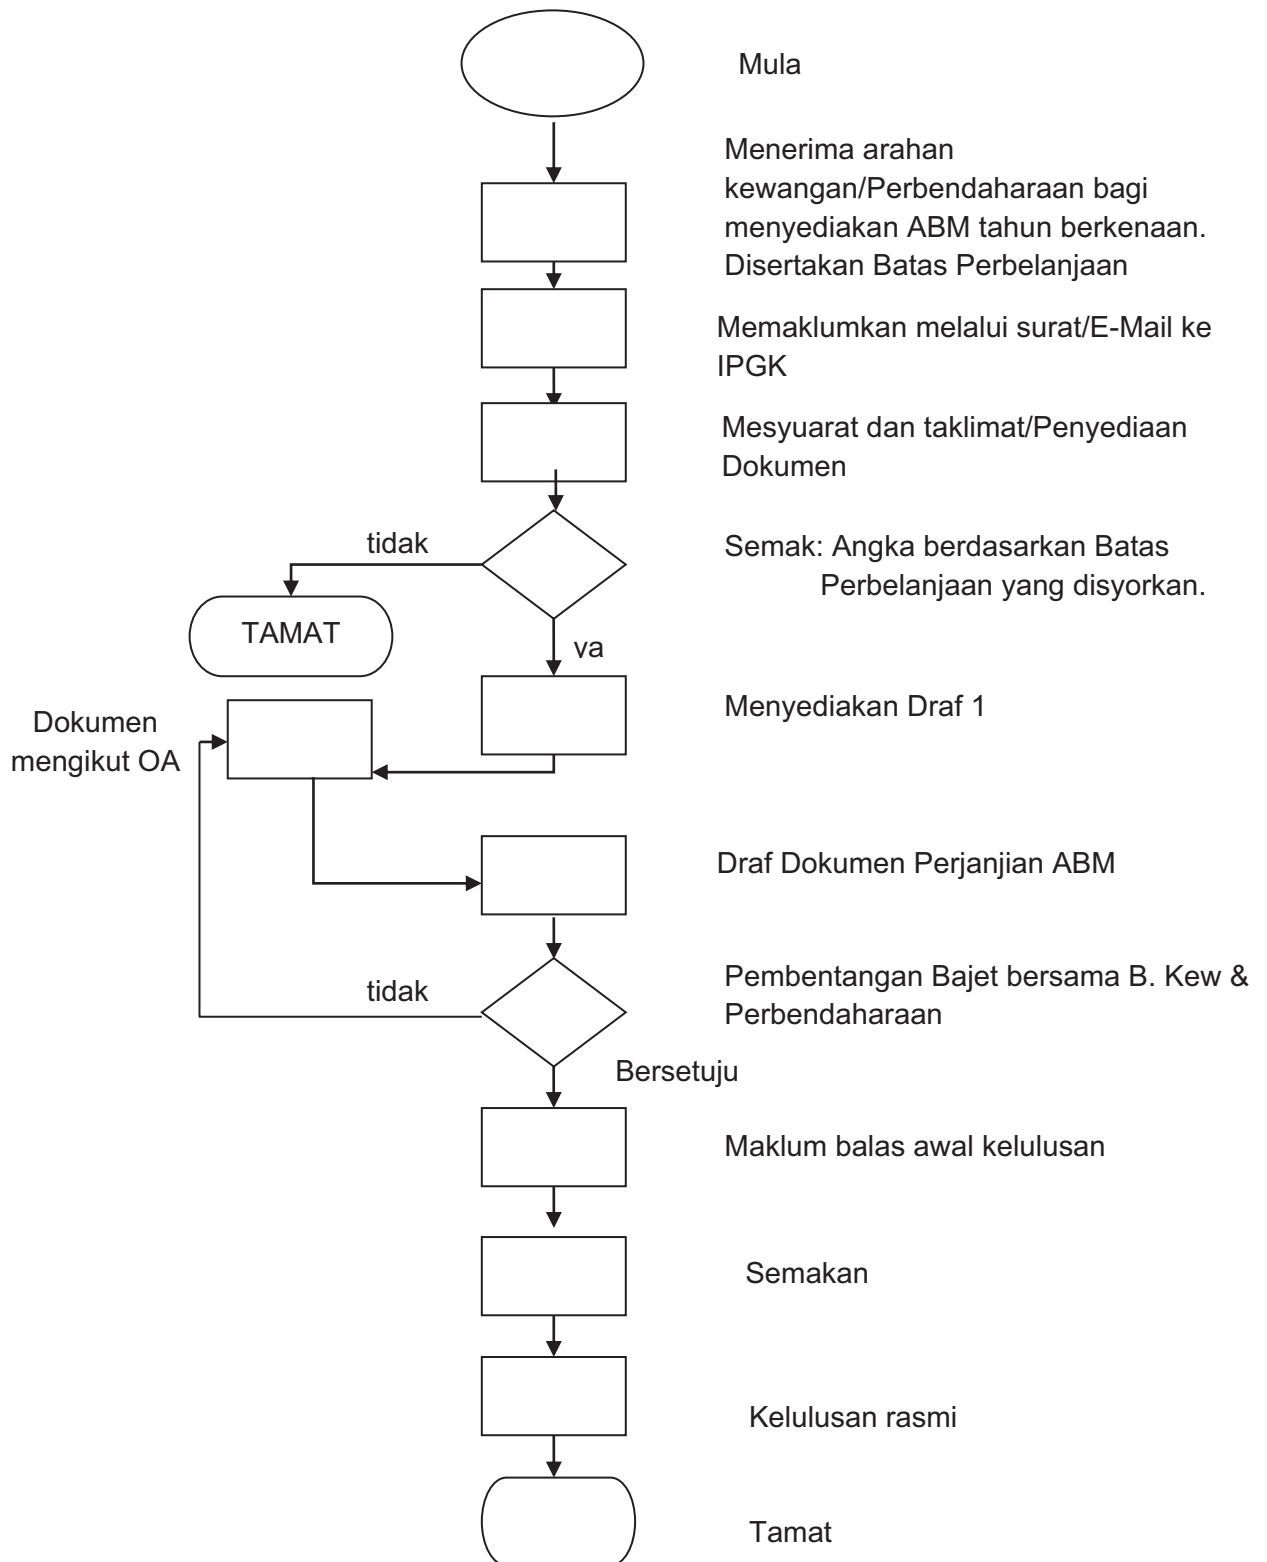 Mula
Menerima arahan
kewangan/Perbendaharaan bagi
menyediakan ABM tahun berkenaan.
Disertakan Batas Perbelanjaan
Memaklumkan melalui surat/E-Mail ke
IPGK
Mesyuarat dan taklimat/Penyediaan
Dokumen
tidak
Semak: Angka berdasarkan Batas
Perbelanjaan yang disyorkan.
TAMAT
va
Menyediakan Draf 1
Dokumen
mengikut OA
Draf Dokumen Perjanjian ABM
tidak
Pembentangan Bajet bersama B. Kew &
Perbendaharaan
Bersetuju
Maklum balas awal kelulusan
Semakan
Kelulusan rasmi
Tamat